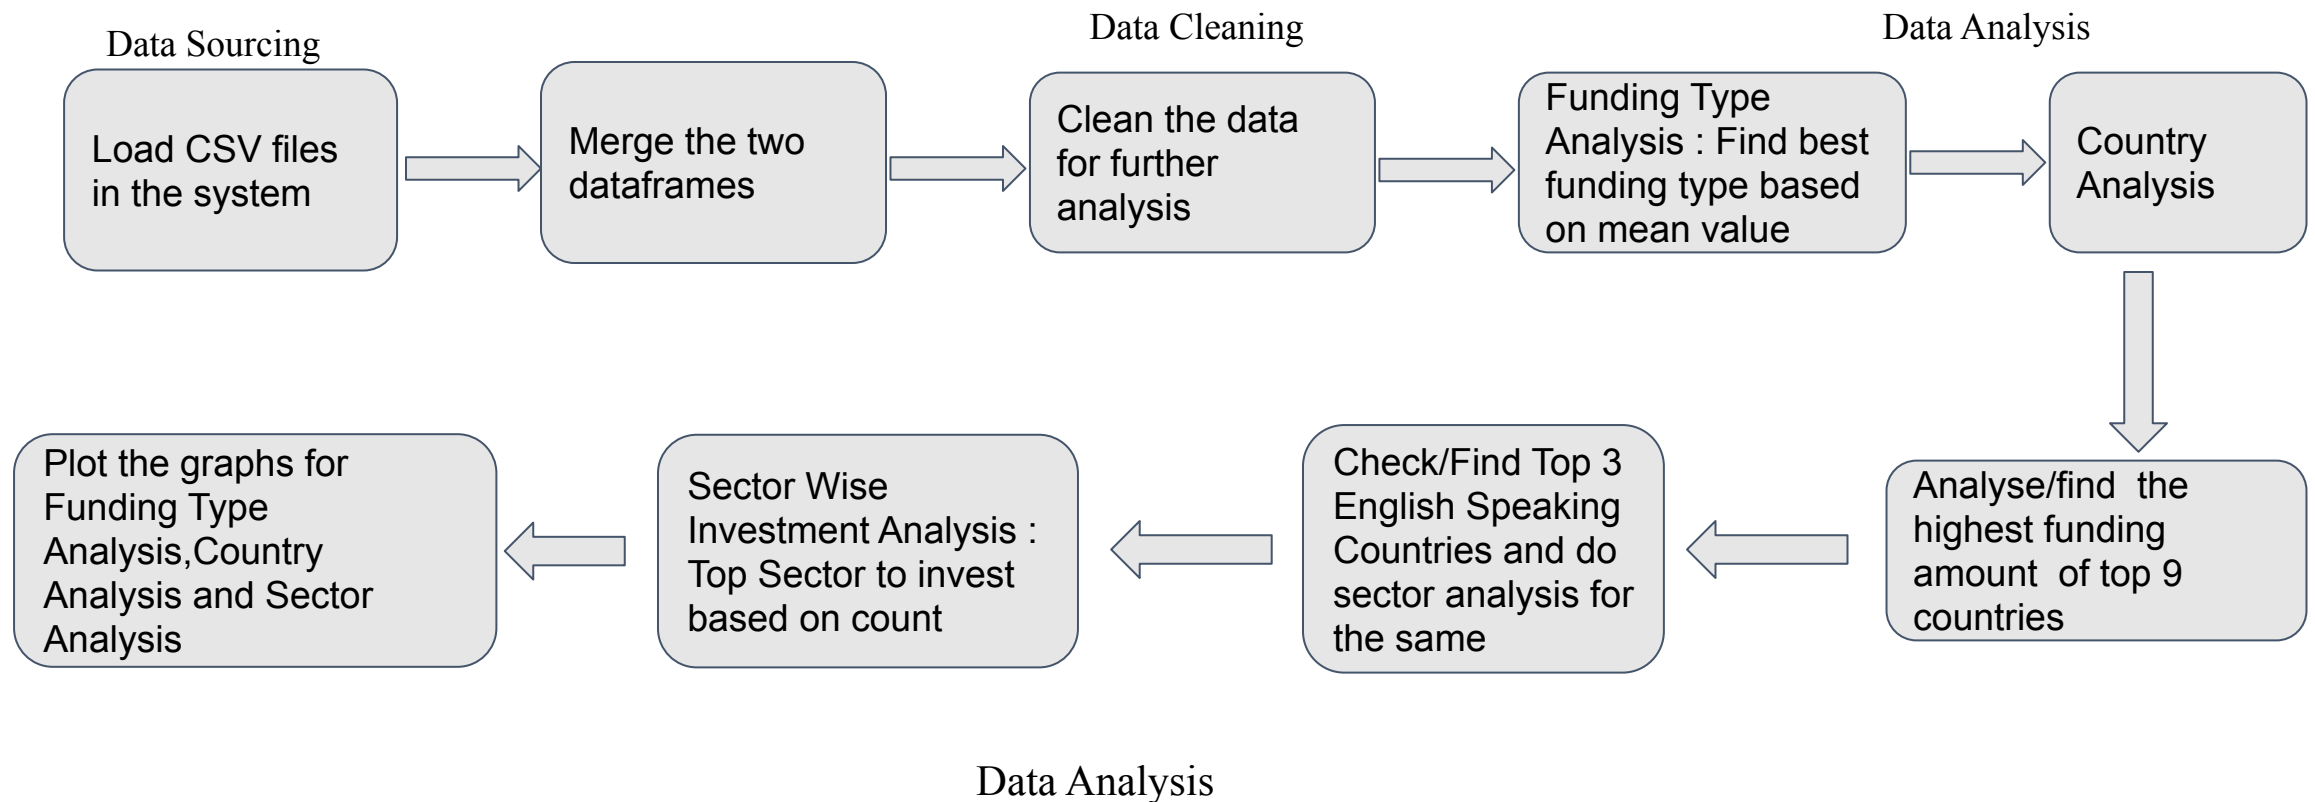 Data Sourcing
Data Cleaning
Data Analysis
Load CSV files
in the system
Merge the two
dataframes
Clean the data
for further
analysis
Funding Type
Analysis : Find best
funding type based
on mean value
Country
Analysis
Analyse/find  the
highest funding
amount  of top 9
countries
Check/Find Top 3
English Speaking
Countries and do
sector analysis for
the same
Sector Wise
Investment Analysis :
Top Sector to invest
based on count
Plot the graphs for
Funding Type
Analysis,Country
Analysis and Sector
Analysis
Data Analysis